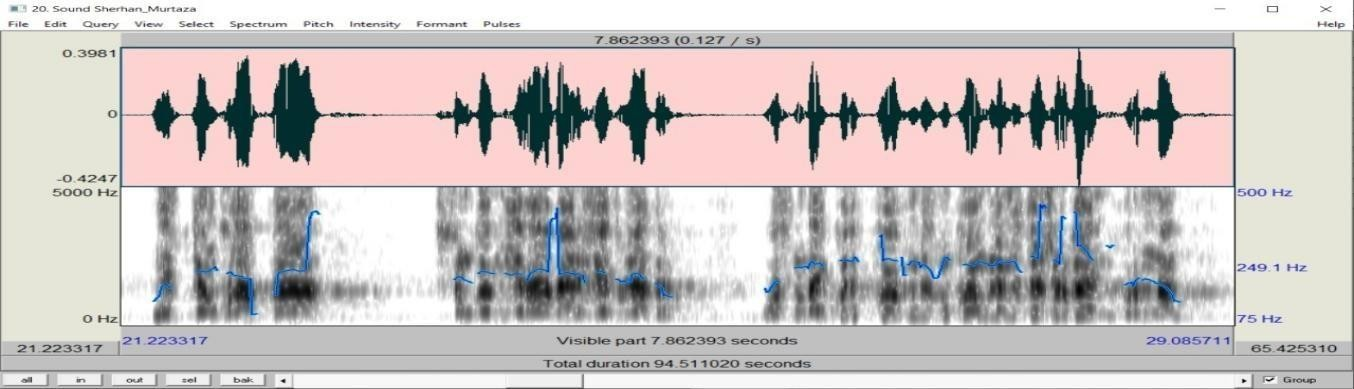 20. Sound Sherhan_Murtaza
File Edit Query View Select Spectrum Pitch Intensity Formant Pulses Help
7.862393 (0.127 / s)
0.3981
0
-0.4247
5000 Hz 500 Hz
249.1 Hz
0 Hz 75 Hz
21.223317 21.223317 Visible part 7.862393 seconds 29.085711 65.425310
Total duration 94.511020 seconds
all in out sel bak Group